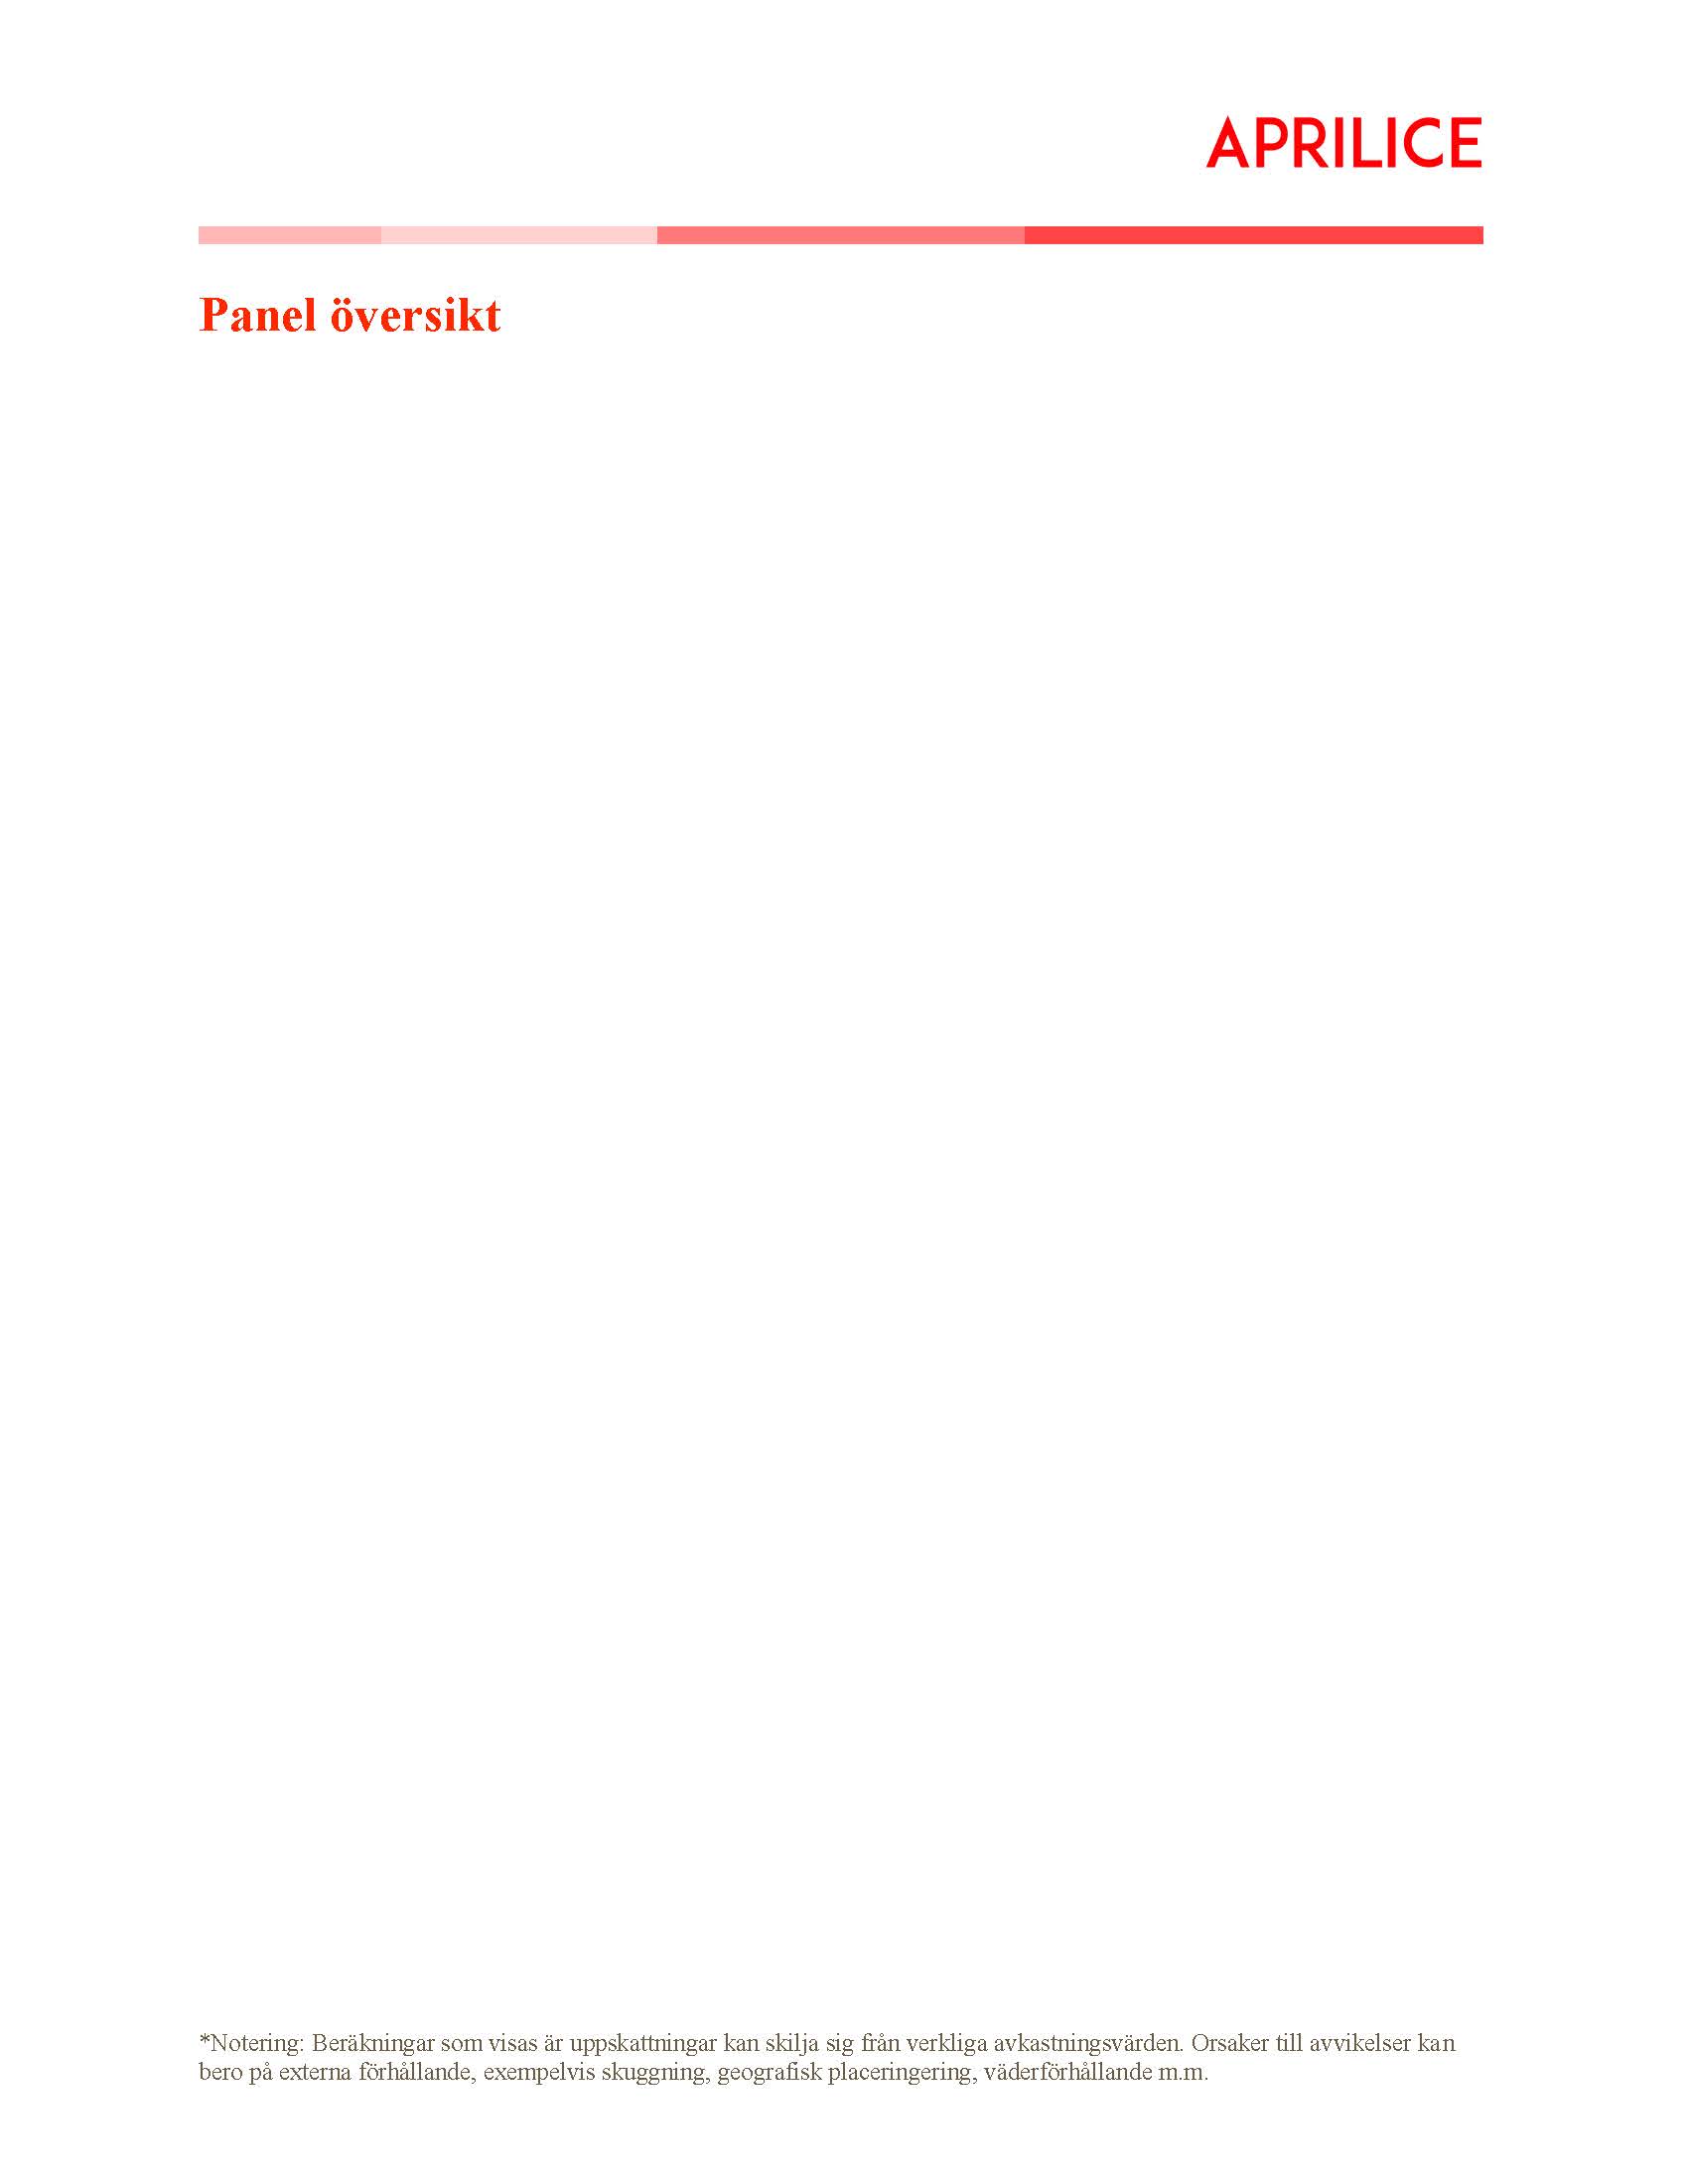 APRILICE
Panel översikt
*Notering: Beräkningar som visas är uppskattningar kan skilja sig från verkliga avkastningsvärden. Orsaker till avvikelser kan
bero på externa förhållande, exempelvis skuggning, geografisk placeringering, väderförhållande m.m.